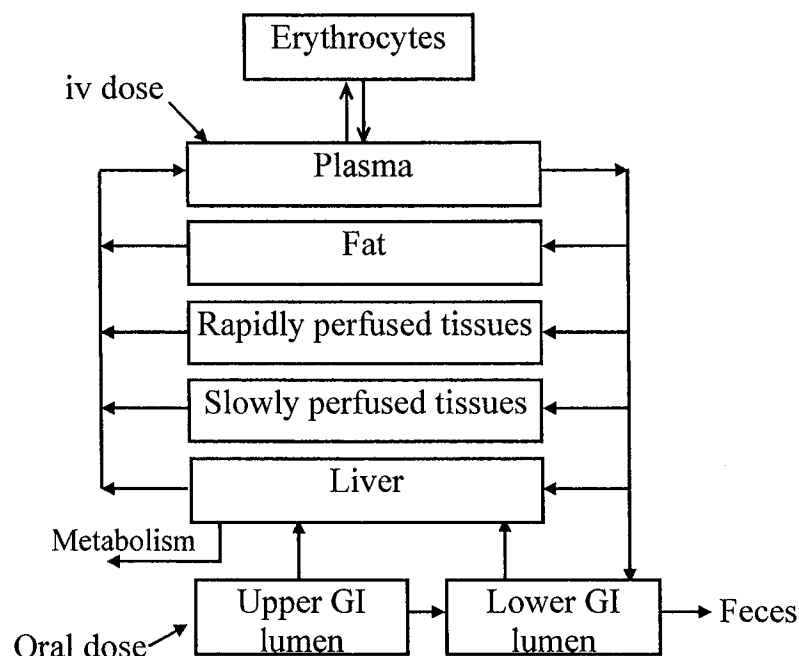 Erythrocytes
iv dose
Plasma
Fat
Rapidly perfused tissues
Slowly perfused tissues
Liver
Metabolism
Upper GI
lumen
Lower GI
lumen
Feces
Oral dose